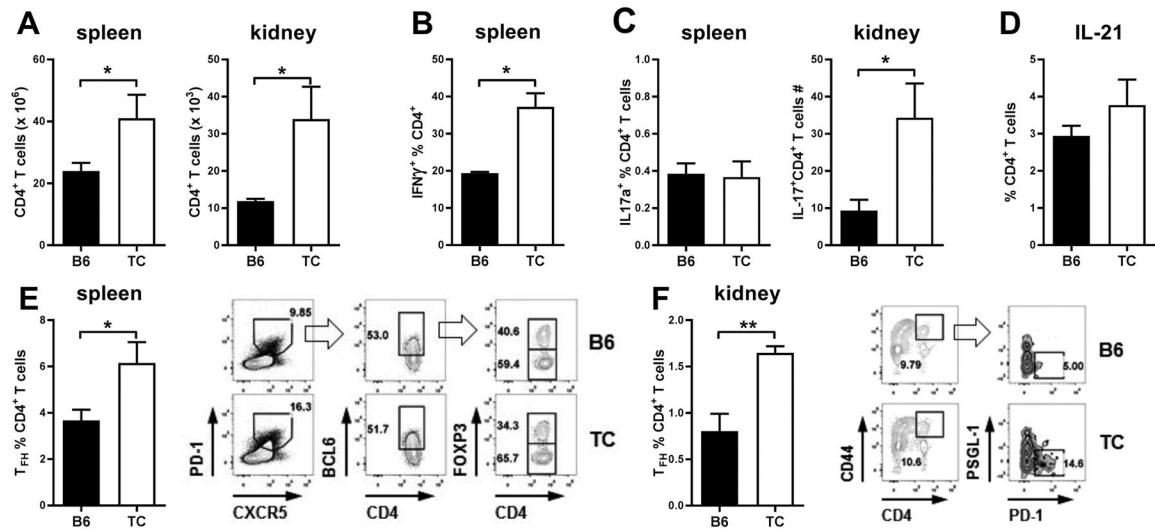 A
spleen
CD4⁺ T cells (x 10⁶)
60
40
20
0
*
B6
TC
kidney
CD4⁺ T cells (x 10³)
50
40
30
20
10
0
*
B6
TC
B
spleen
IFNγ⁺ % CD4⁺
50
40
30
20
10
0
*
B6
TC
C
spleen
IL17a⁺ % CD4⁺ T cells
1.0
0.8
0.6
0.4
0.2
0.0
B6
TC
kidney
IL-17⁺CD4⁺ T cells #
50
40
30
20
10
0
*
B6
TC
D
IL-21
% CD4⁺ T cells
5
4
3
2
1
0
B6
TC
E
spleen
T_FH % CD4⁺ T cells
8
6
4
2
0
*
B6
TC
9.85
53.0
40.6
59.4
B6
16.3
51.7
34.3
65.7
TC
PD-1
CXCR5
BCL6
CD4
FOXP3
CD4
F
kidney
T_FH % CD4⁺ T cells
2.0
1.5
1.0
0.5
0.0
**
B6
TC
9.79
5.00
B6
10.6
14.6
TC
CD44
CD4
PSGL-1
PD-1